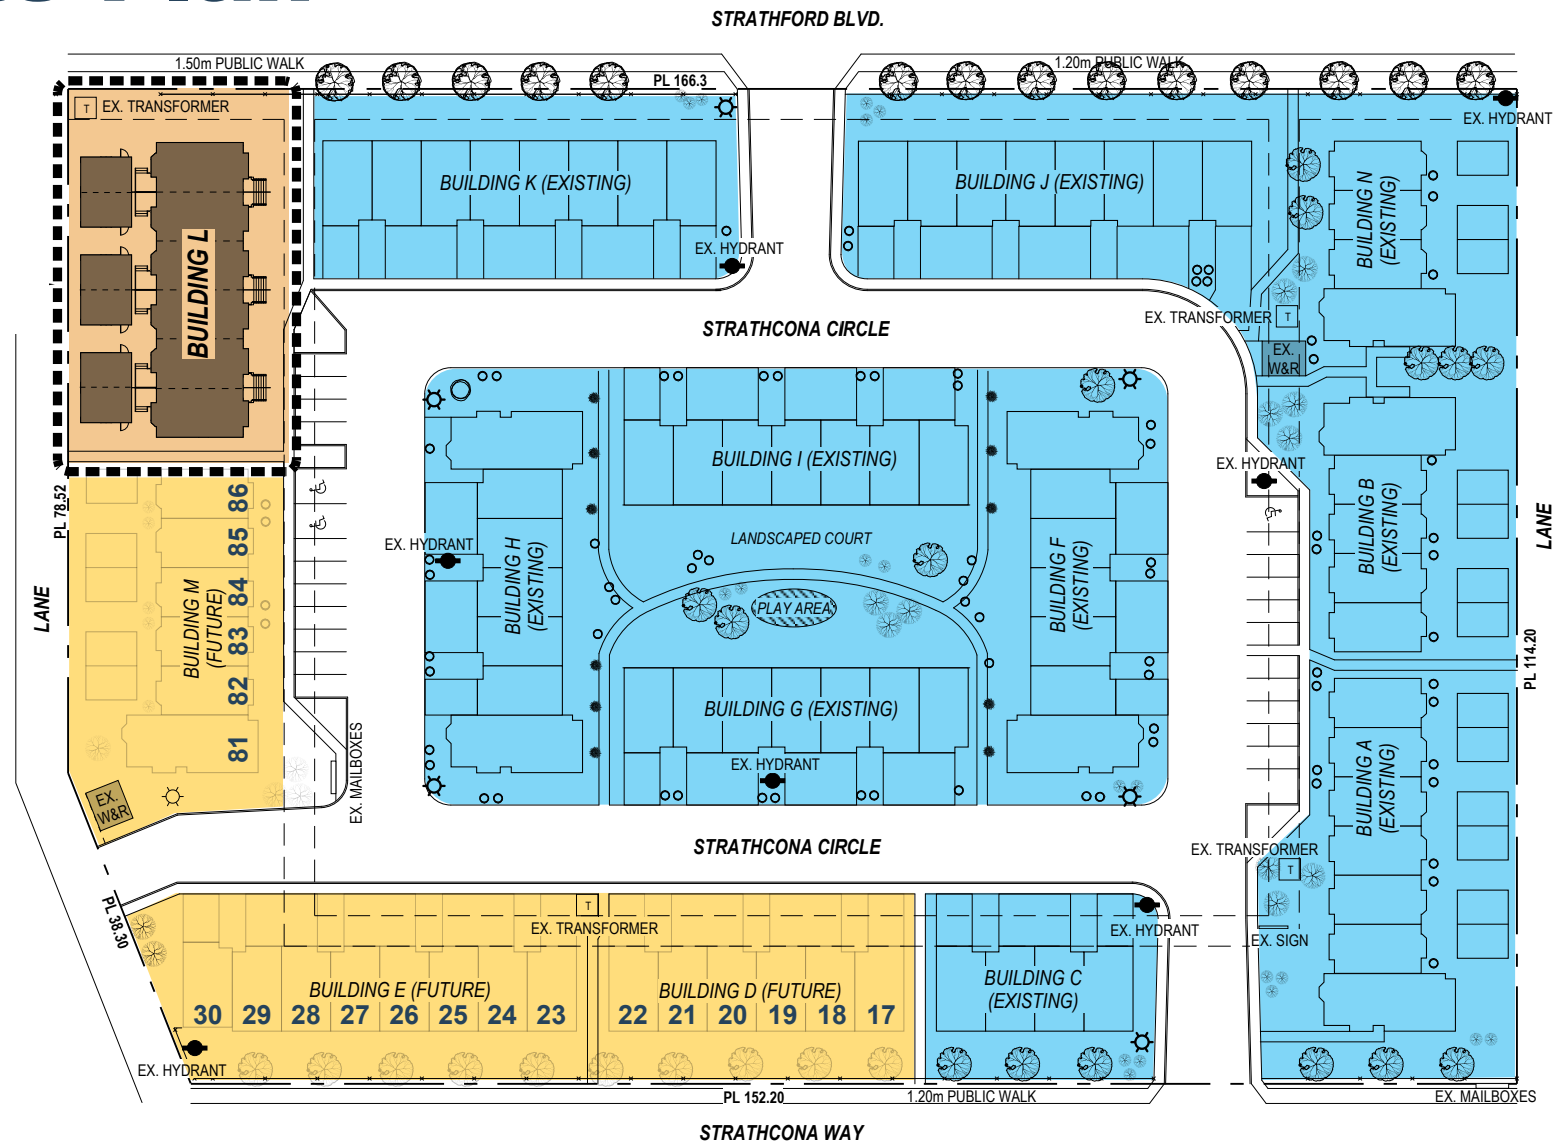 STRATHFORD BLVD.
1.50m PUBLIC WALK
1.20m PUBLIC WALK
PL 166.3
T
EX. TRANSFORMER
EX. HYDRANT
BUILDING K (EXISTING)
BUILDING J (EXISTING)
BUILDING N
(EXISTING)
BUILDING L
EX. HYDRANT
EX. TRANSFORMER
T
STRATHCONA CIRCLE
EX.
W&R
BUILDING I (EXISTING)
EX. HYDRANT
PL 78.52
86
85
84
83
82
81
BUILDING M
(FUTURE)
LANE
EX. HYDRANT
BUILDING H
(EXISTING)
LANDSCAPED COURT
PLAY AREA
BUILDING F
(EXISTING)
BUILDING B
(EXISTING)
LANE
PL 114.20
BUILDING G (EXISTING)
EX. HYDRANT
EX. MAILBOXES
EX.
W&R
BUILDING A
(EXISTING)
STRATHCONA CIRCLE
EX. TRANSFORMER
T
PL 38.30
T
EX. TRANSFORMER
EX. HYDRANT
EX. SIGN
BUILDING E (FUTURE)
BUILDING D (FUTURE)
BUILDING C
(EXISTING)
30 29 28 27 26 25 24 23 22 21 20 19 18 17
EX. HYDRANT
PL 152.20
1.20m PUBLIC WALK
EX. MAILBOXES
STRATHCONA WAY